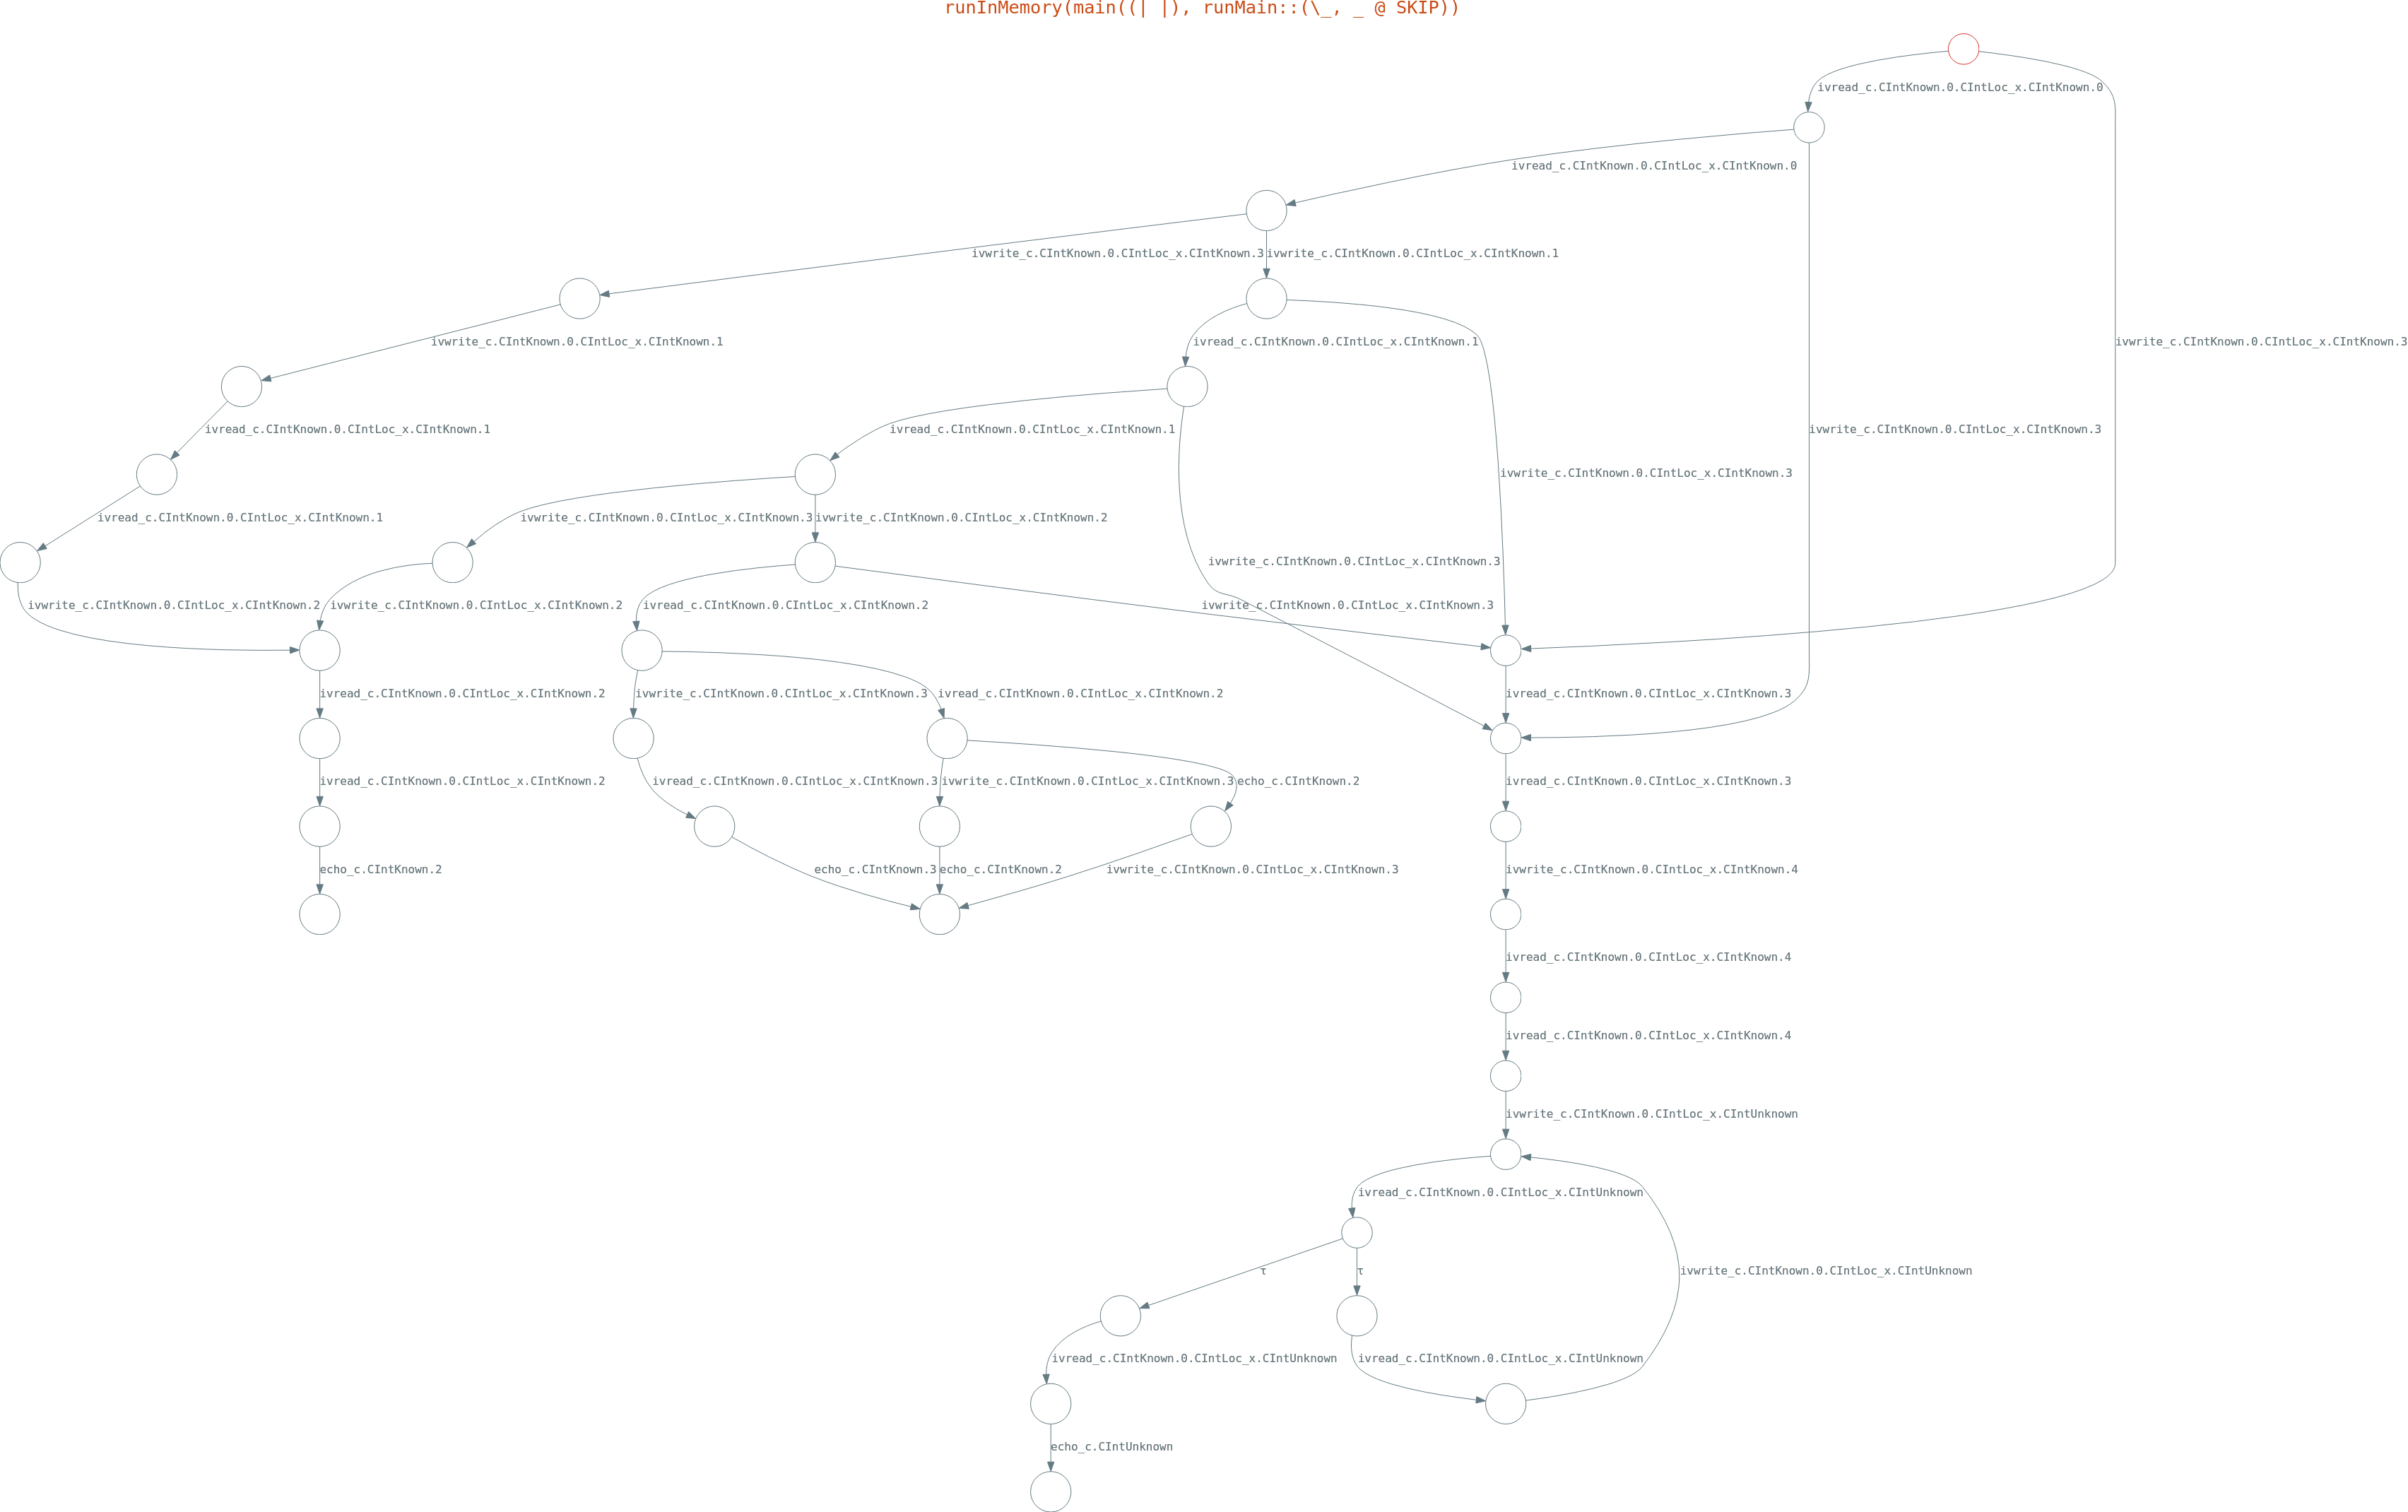 runInMemory(main((| |), runMain::(\_, _ @ SKIP))
ivread_c.CIntKnown.0.CIntLoc_x.CIntKnown.0
ivread_c.CIntKnown.0.CIntLoc_x.CIntKnown.0
ivwrite_c.CIntKnown.0.CIntLoc_x.CIntKnown.3
ivwrite_c.CIntKnown.0.CIntLoc_x.CIntKnown.1
ivwrite_c.CIntKnown.0.CIntLoc_x.CIntKnown.1
ivread_c.CIntKnown.0.CIntLoc_x.CIntKnown.1
ivwrite_c.CIntKnown.0.CIntLoc_x.CIntKnown.3
ivread_c.CIntKnown.0.CIntLoc_x.CIntKnown.1
ivread_c.CIntKnown.0.CIntLoc_x.CIntKnown.1
ivwrite_c.CIntKnown.0.CIntLoc_x.CIntKnown.3
ivwrite_c.CIntKnown.0.CIntLoc_x.CIntKnown.3
ivread_c.CIntKnown.0.CIntLoc_x.CIntKnown.1
ivwrite_c.CIntKnown.0.CIntLoc_x.CIntKnown.3
ivwrite_c.CIntKnown.0.CIntLoc_x.CIntKnown.2
ivwrite_c.CIntKnown.0.CIntLoc_x.CIntKnown.3
ivwrite_c.CIntKnown.0.CIntLoc_x.CIntKnown.2
ivwrite_c.CIntKnown.0.CIntLoc_x.CIntKnown.2
ivread_c.CIntKnown.0.CIntLoc_x.CIntKnown.2
ivwrite_c.CIntKnown.0.CIntLoc_x.CIntKnown.3
ivread_c.CIntKnown.0.CIntLoc_x.CIntKnown.2
ivwrite_c.CIntKnown.0.CIntLoc_x.CIntKnown.3
ivread_c.CIntKnown.0.CIntLoc_x.CIntKnown.2
ivread_c.CIntKnown.0.CIntLoc_x.CIntKnown.3
ivread_c.CIntKnown.0.CIntLoc_x.CIntKnown.2
ivread_c.CIntKnown.0.CIntLoc_x.CIntKnown.3
ivwrite_c.CIntKnown.0.CIntLoc_x.CIntKnown.3
echo_c.CIntKnown.2
ivread_c.CIntKnown.0.CIntLoc_x.CIntKnown.3
echo_c.CIntKnown.2
echo_c.CIntKnown.3
echo_c.CIntKnown.2
ivwrite_c.CIntKnown.0.CIntLoc_x.CIntKnown.3
ivwrite_c.CIntKnown.0.CIntLoc_x.CIntKnown.4
ivread_c.CIntKnown.0.CIntLoc_x.CIntKnown.4
ivread_c.CIntKnown.0.CIntLoc_x.CIntKnown.4
ivwrite_c.CIntKnown.0.CIntLoc_x.CIntUnknown
ivread_c.CIntKnown.0.CIntLoc_x.CIntUnknown
τ
τ
ivwrite_c.CIntKnown.0.CIntLoc_x.CIntUnknown
ivread_c.CIntKnown.0.CIntLoc_x.CIntUnknown
ivread_c.CIntKnown.0.CIntLoc_x.CIntUnknown
echo_c.CIntUnknown